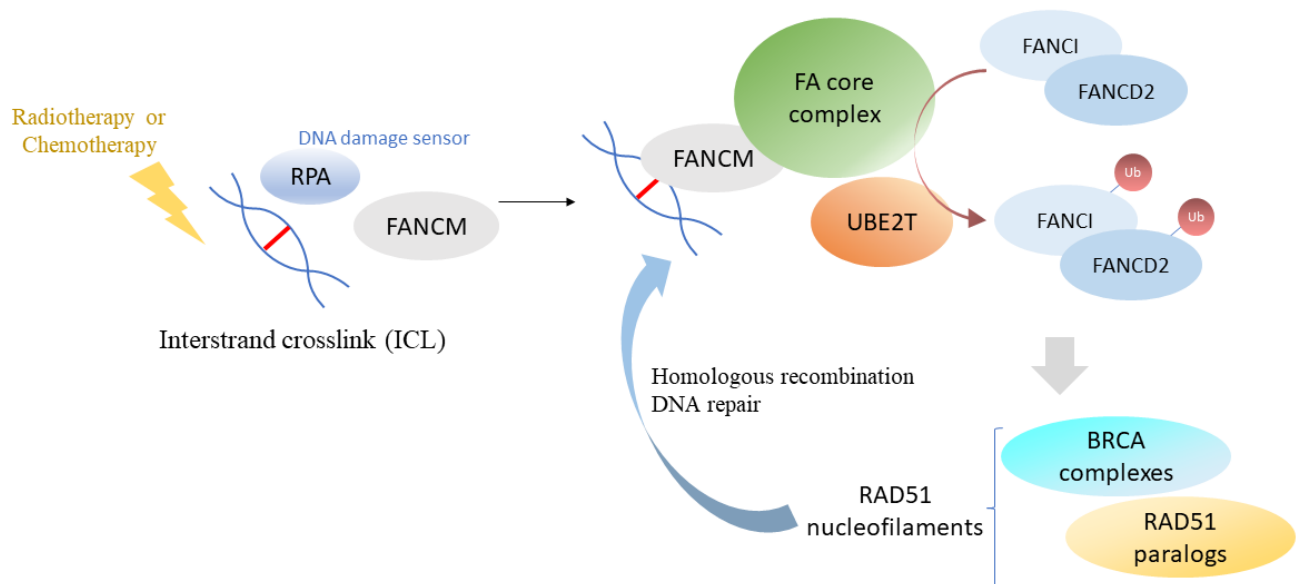 Radiotherapy or
Chemotherapy
DNA damage sensor
RPA
FANCM
Interstrand crosslink (ICL)
FANCM
FA core
complex
UBE2T
FANCI
FANCD2
Ub
FANCI
Ub
FANCD2
Homologous recombination
DNA repair
RAD51
nucleofilaments
BRCA
complexes
RAD51
paralogs